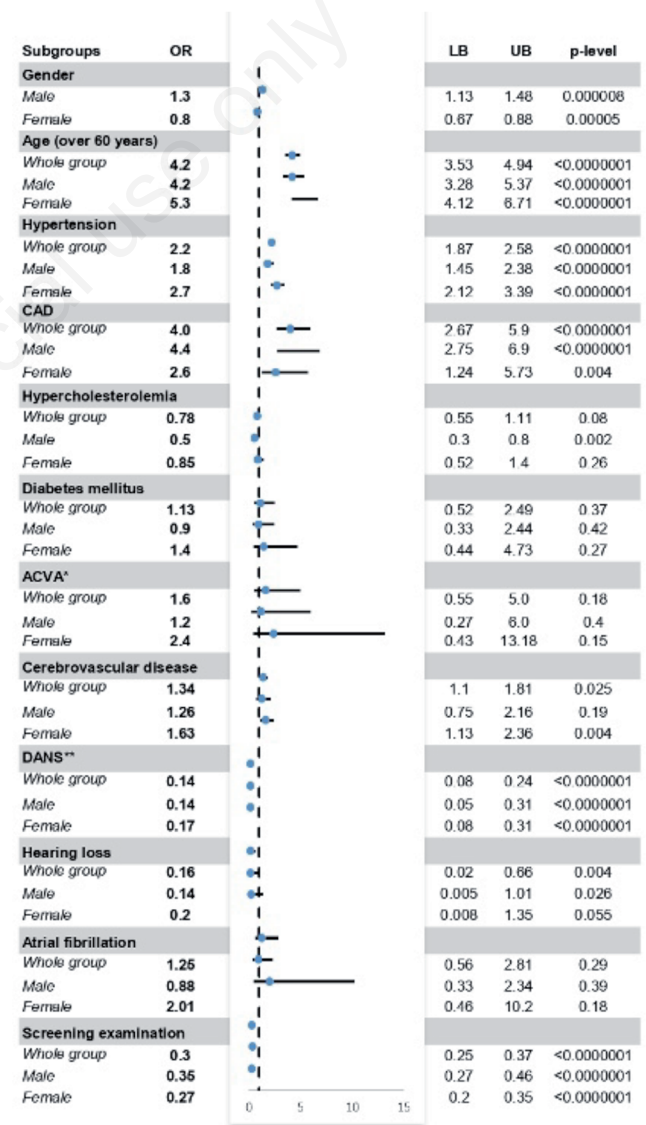 Subgroups OR LB UB p-level
Gender
Male 1.3 1.13 1.48 0.000008
Female 0.8 0.67 0.88 0.00005
Age (over 60 years)
Whole group 4.2 3.53 4.94 <0.0000001
Male 4.2 3.28 5.37 <0.0000001
Female 5.3 4.12 6.71 <0.0000001
Hypertension
Whole group 2.2 1.87 2.58 <0.0000001
Male 1.8 1.45 2.38 <0.0000001
Female 2.7 2.12 3.39 <0.0000001
CAD
Whole group 4.0 2.67 5.9 <0.0000001
Male 4.4 2.75 6.9 <0.0000001
Female 2.6 1.24 5.73 0.004
Hypercholesterolemia
Whole group 0.78 0.55 1.11 0.08
Male 0.5 0.3 0.8 0.002
Female 0.85 0.52 1.4 0.26
Diabetes mellitus
Whole group 1.13 0.52 2.49 0.37
Male 0.9 0.33 2.44 0.42
Female 1.4 0.44 4.73 0.27
ACVA*
Whole group 1.6 0.55 5.0 0.18
Male 1.2 0.27 6.0 0.4
Female 2.4 0.43 13.18 0.15
Cerebrovascular disease
Whole group 1.34 1.1 1.81 0.025
Male 1.26 0.75 2.16 0.19
Female 1.63 1.13 2.36 0.004
DANS**
Whole group 0.14 0.08 0.24 <0.0000001
Male 0.14 0.05 0.31 <0.0000001
Female 0.17 0.08 0.31 <0.0000001
Hearing loss
Whole group 0.16 0.02 0.66 0.004
Male 0.14 0.005 1.01 0.026
Female 0.2 0.008 1.35 0.055
Atrial fibrillation
Whole group 1.25 0.56 2.81 0.29
Male 0.88 0.33 2.34 0.39
Female 2.01 0.46 10.2 0.18
Screening examination
Whole group 0.3 0.25 0.37 <0.0000001
Male 0.35 0.27 0.46 <0.0000001
Female 0.27 0.2 0.35 <0.0000001
0 5 10 15
use only